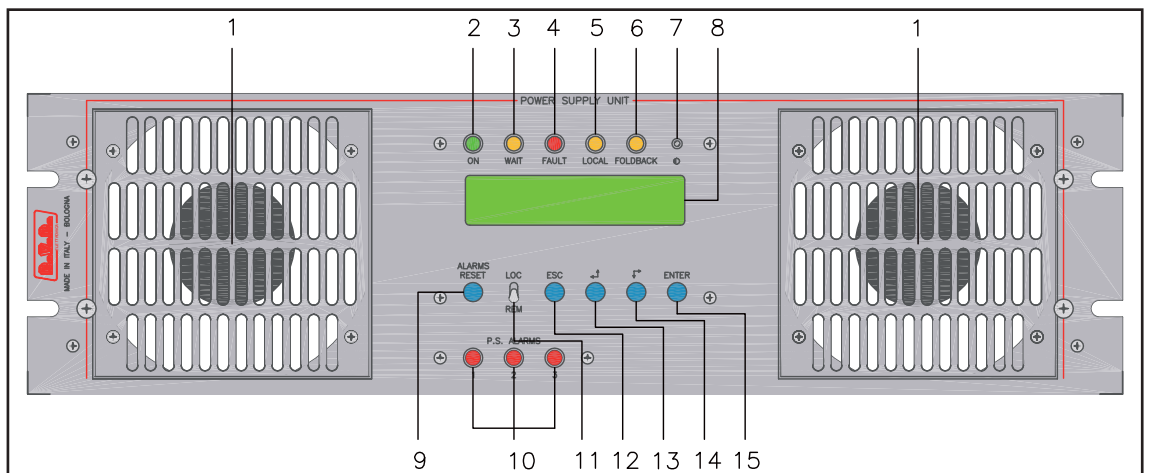 1 2 3 4 5 6 7 8 1
POWER SUPPLY UNIT
ON WAIT FAULT LOCAL FOLDBACK
MADE IN ITALY - BOLOGNA
ALARMS RESET LOC ESC ENTER
REM
P.S. ALARMS
2 3
9 10 11 12 13 14 15